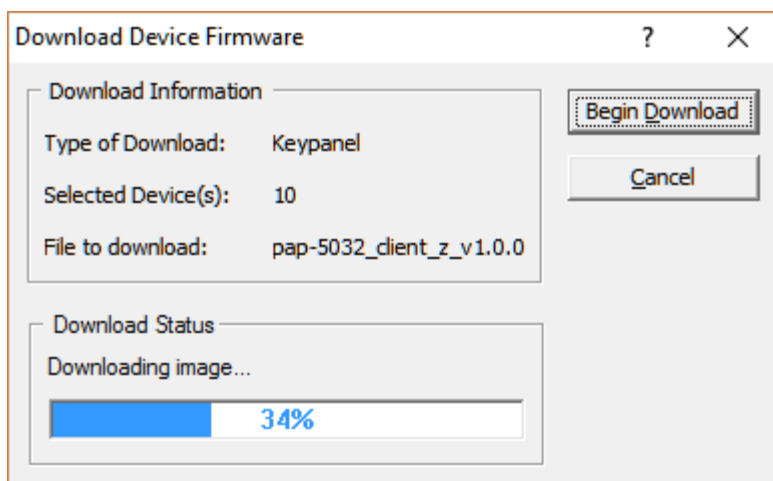 Download Device Firmware
?
Download Information
Begin Download
Type of Download: Keypanel
Cancel
Selected Device(s): 10
File to download: pap-5032_client_z_v1.0.0
Download Status
Downloading image...
34%